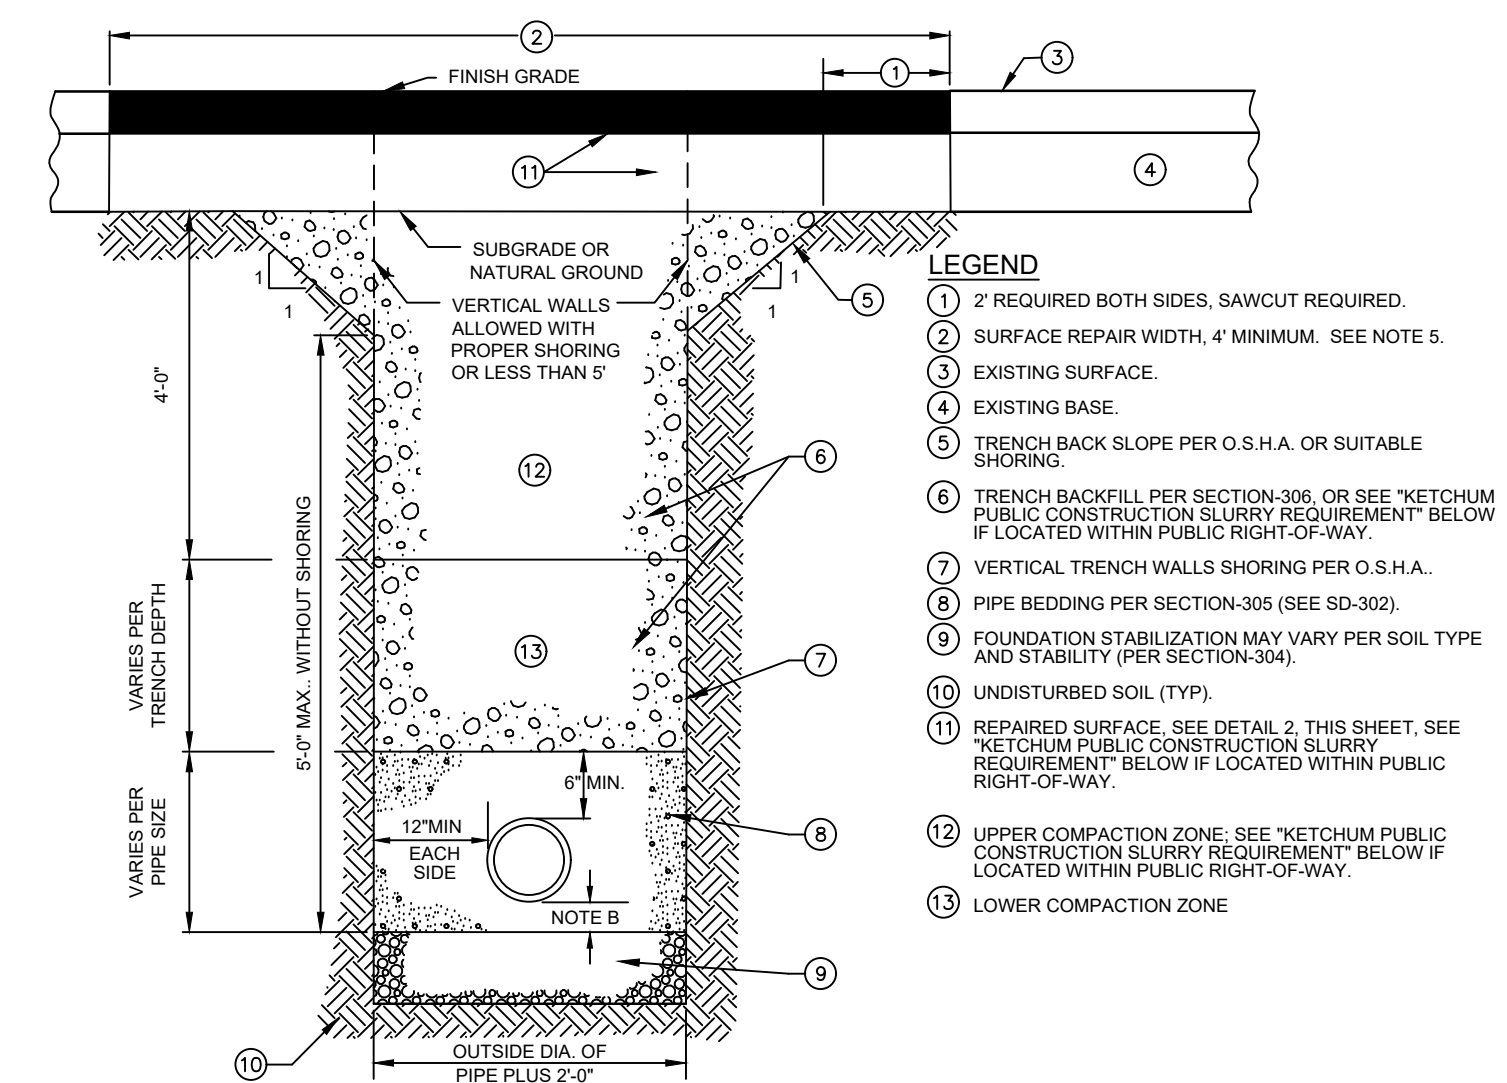 2
1
3
FINISH GRADE
11
4
SUBGRADE OR
NATURAL GROUND
1
1
1
1
5
VERTICAL WALLS
ALLOWED WITH
PROPER SHORING
OR LESS THAN 5'
4'-0"
12
6
5'-0" MAX.. WITHOUT SHORING
VARIES PER
TRENCH DEPTH
13
7
VARIES PER
PIPE SIZE
6" MIN.
12"MIN
EACH
SIDE
8
NOTE B
9
10
OUTSIDE DIA. OF
PIPE PLUS 2'-0"
LEGEND
1 2' REQUIRED BOTH SIDES, SAWCUT REQUIRED.
2 SURFACE REPAIR WIDTH, 4' MINIMUM. SEE NOTE 5.
3 EXISTING SURFACE.
4 EXISTING BASE.
5 TRENCH BACK SLOPE PER O.S.H.A. OR SUITABLE
SHORING.
6 TRENCH BACKFILL PER SECTION-306, OR SEE "KETCHUM
PUBLIC CONSTRUCTION SLURRY REQUIREMENT" BELOW
IF LOCATED WITHIN PUBLIC RIGHT-OF-WAY.
7 VERTICAL TRENCH WALLS SHORING PER O.S.H.A..
8 PIPE BEDDING PER SECTION-305 (SEE SD-302).
9 FOUNDATION STABILIZATION MAY VARY PER SOIL TYPE
AND STABILITY (PER SECTION-304).
10 UNDISTURBED SOIL (TYP).
11 REPAIRED SURFACE, SEE DETAIL 2, THIS SHEET, SEE
"KETCHUM PUBLIC CONSTRUCTION SLURRY
REQUIREMENT" BELOW IF LOCATED WITHIN PUBLIC
RIGHT-OF-WAY.
12 UPPER COMPACTION ZONE; SEE "KETCHUM PUBLIC
CONSTRUCTION SLURRY REQUIREMENT" BELOW IF
LOCATED WITHIN PUBLIC RIGHT-OF-WAY.
13 LOWER COMPACTION ZONE